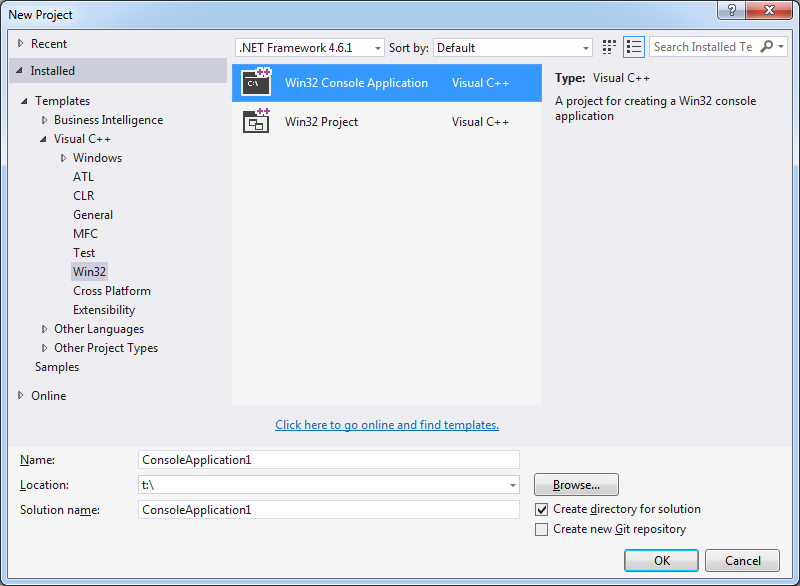 New Project
Recent
.NET Framework 4.6.1
Sort by:
Default
Search Installed Te
Installed
Templates
Business Intelligence
Visual C++
Windows
ATL
CLR
General
MFC
Test
Win32
Cross Platform
Extensibility
Other Languages
Other Project Types
Samples
Online
C:\
Win32 Console Application Visual C++
Win32 Project Visual C++
Type: Visual C++
A project for creating a Win32 console
application
Click here to go online and find templates.
Name: ConsoleApplication1
Location: t:\ Browse...
Solution name: ConsoleApplication1
Create directory for solution
Create new Git repository
OK Cancel